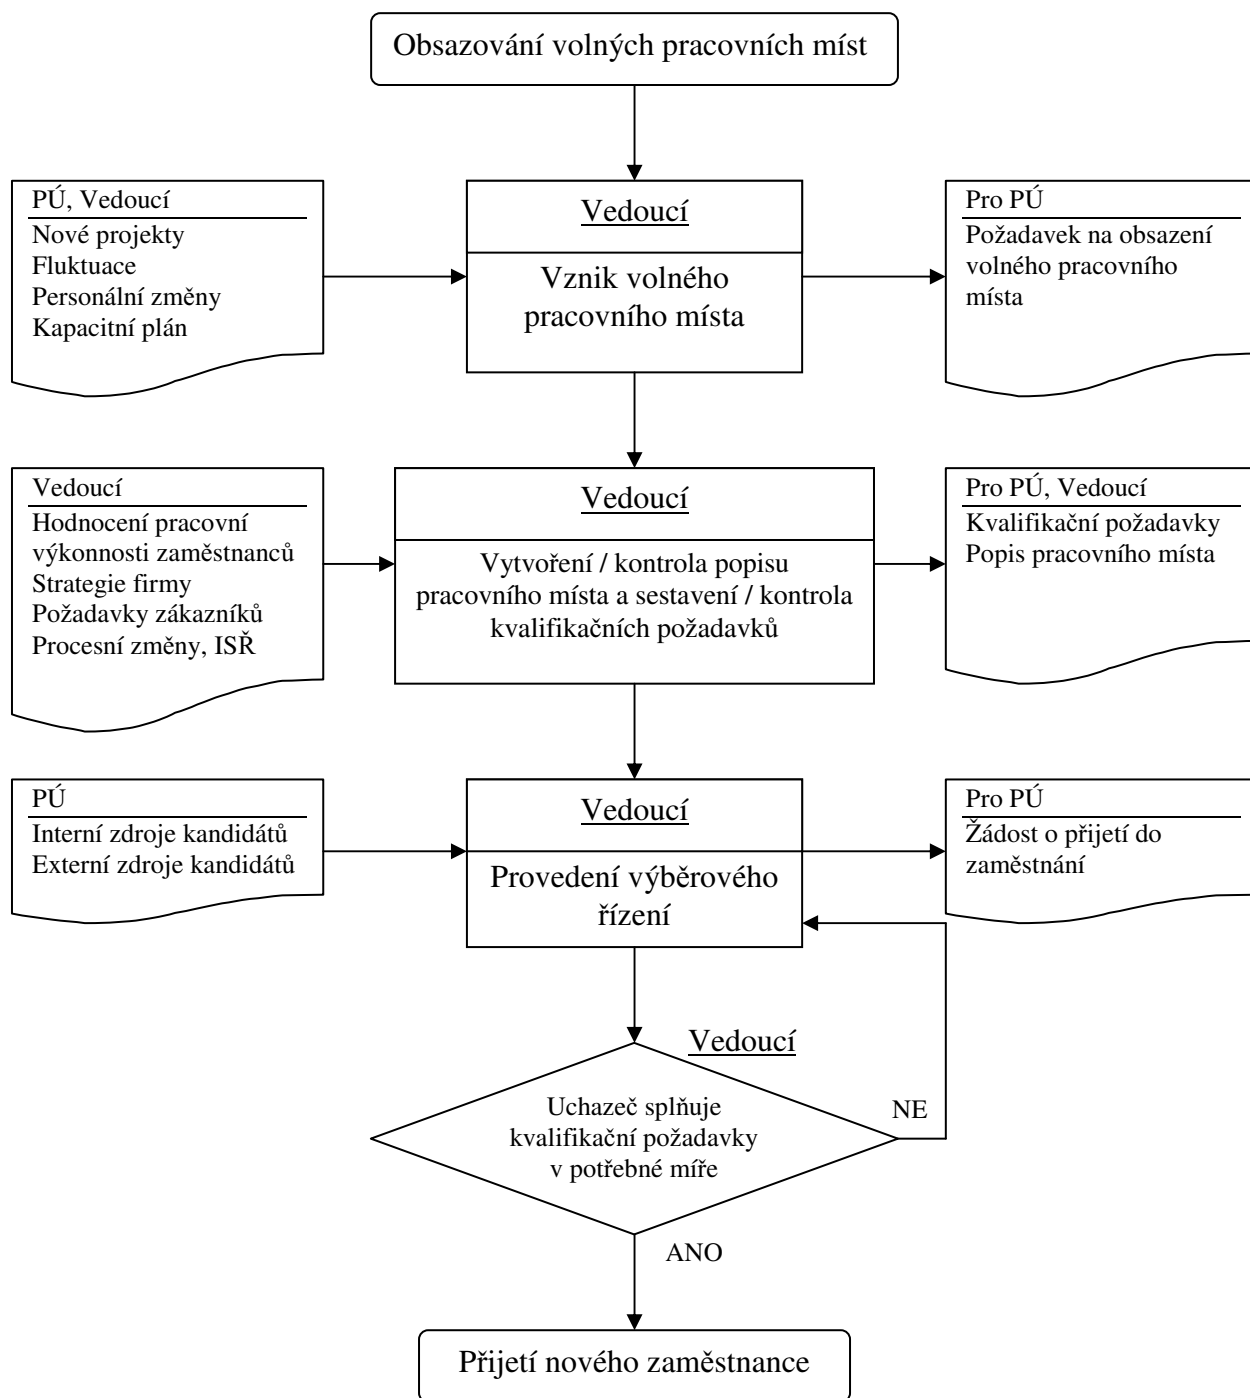 Obsazování volných pracovních míst
PÚ, Vedoucí
Nové projekty
Fluktuace
Personální změny
Kapacitní plán
Vedoucí
Vznik volného
pracovního místa
Pro PÚ
Požadavek na obsazení
volného pracovního
místa
Vedoucí
Hodnocení pracovní
výkonnosti zaměstnanců
Strategie firmy
Požadavky zákazníků
Procesní změny, ISŘ
Vedoucí
Vytvoření / kontrola popisu
pracovního místa a sestavení / kontrola
kvalifikačních požadavků
Pro PÚ, Vedoucí
Kvalifikační požadavky
Popis pracovního místa
PÚ
Interní zdroje kandidátů
Externí zdroje kandidátů
Vedoucí
Provedení výběrového
řízení
Pro PÚ
Žádost o přijetí do
zaměstnání
Vedoucí
Uchazeč splňuje
kvalifikační požadavky
v potřebné míře
NE
ANO
Přijetí nového zaměstnance